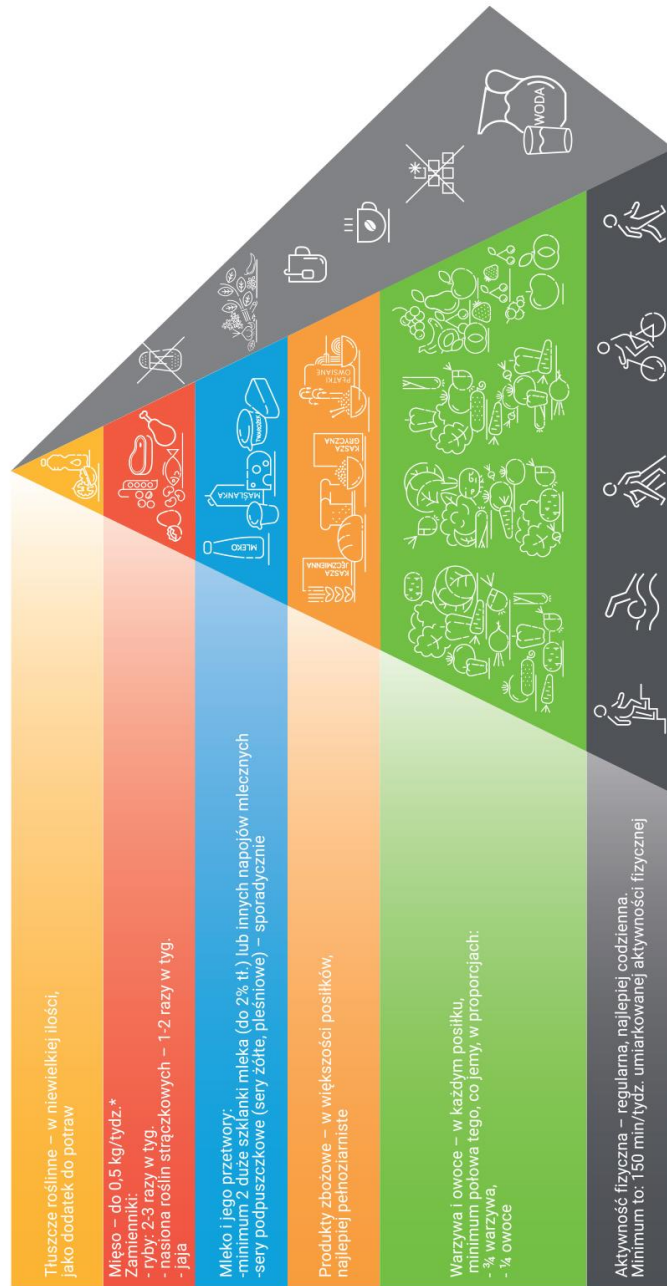 Tłuszcze roślinne – w niewielkiej ilości,
jako dodatek do potraw
Mięso – do 0,5 kg/tydz.*
Zamienniki:
- ryby: 2-3 razy w tyg.
- nasiona roślin strączkowych – 1-2 razy w tyg.
- jaja
Mleko i jego przetwory:
-minimum 2 duże szklanki mleka (do 2% tł.) lub innych napojów mlecznych
-sery podpuszczkowe (sery żółte, pleśniowe) – sporadycznie
MLEKO
MAŚLANKA
TWAROŻEK
Produkty zbożowe – w większości posiłków,
najlepiej pełnoziarniste
KASZA
JĘCZMIENNA
KASZA
GRYCZNA
PŁATKI
OWSIANE
Warzywa i owoce – w każdym posiłku,
minimum połowa tego, co jemy, w proporcjach:
- ¾ warzywa,
¼ owoce
WODA
Aktywność fizyczna – regularna, najlepiej codzienna.
Minimum to: 150 min/tydz. umiarkowanej aktywności fizycznej